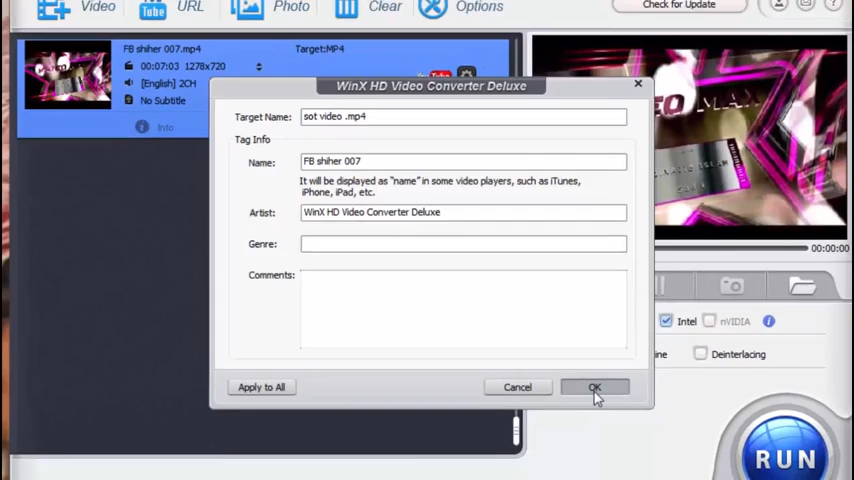 Video
URL
Photo
Clear
Options
Check for Update
FB shiher 007.mp4
Target:MP4
00:07:03 1278x720
[English] 2CH
No Subtitle
Info
WinX HD Video Converter Deluxe
Target Name: sot video .mp4
Tag Info
Name: FB shiher 007
It will be displayed as "name" in some video players, such as iTunes,
iPhone, iPad, etc.
Artist: WinX HD Video Converter Deluxe
Genre:
Comments:
Apply to All
Cancel
OK
00:00:00
Intel
nVIDIA
Deinterlacing
RUN